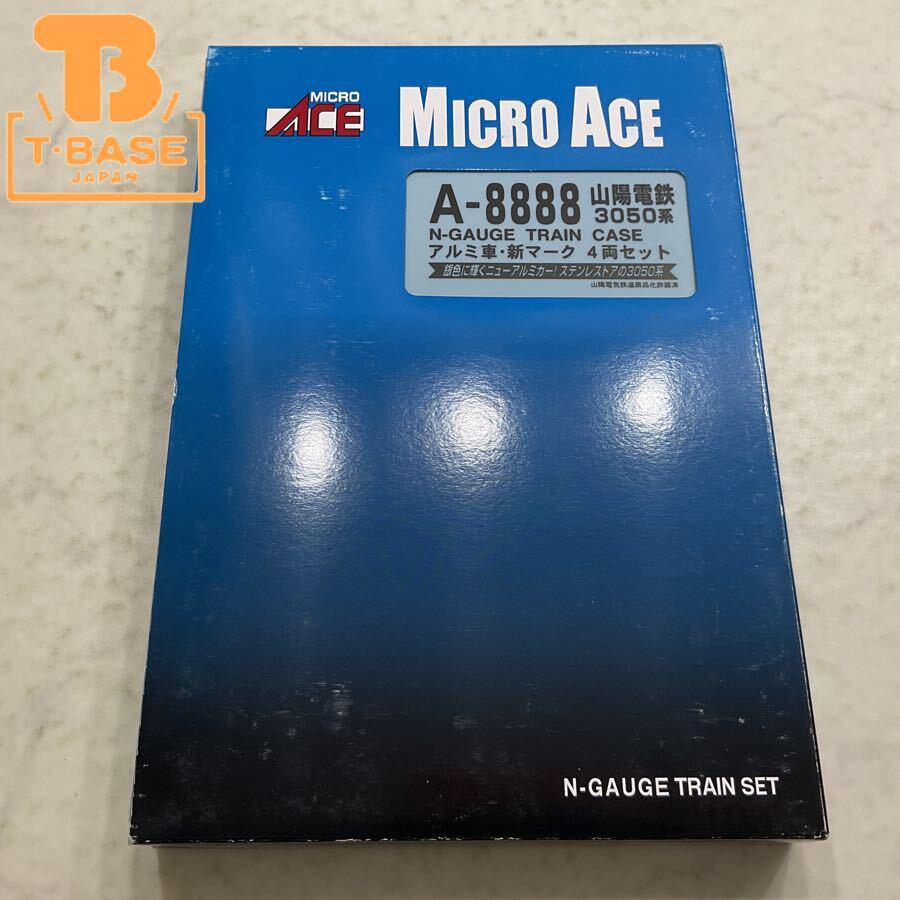 B
T·BASE
JAPAN
MICRO
ACE
MICRO ACE
A-8888 山陽電鉄
3050系
N-GAUGE TRAIN CASE
アルミ車・新マーク 4両セット
銀色に輝くニューアルミカー!ステンレスドアの3050系
山陽電気鉄道商品化許諾済
N-GAUGE TRAIN SET